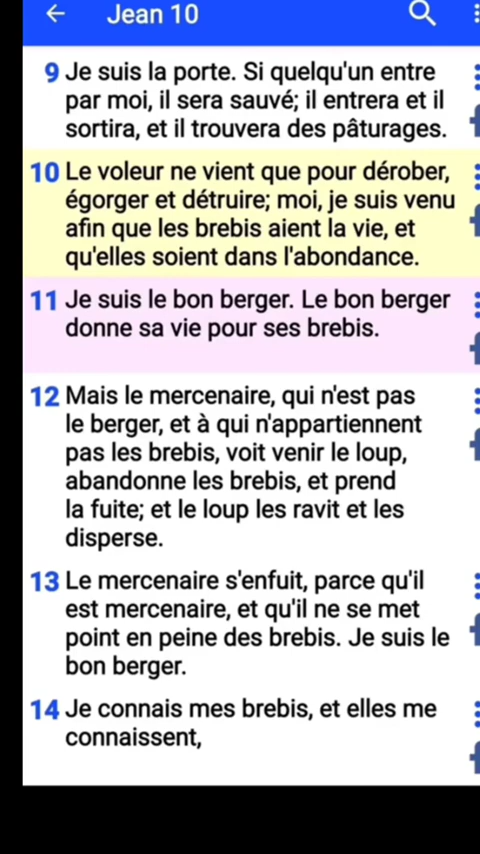 Jean 10
9 Je suis la porte. Si quelqu'un entre
par moi, il sera sauvé; il entrera et il
sortira, et il trouvera des pâturages.
10 Le voleur ne vient que pour dérober,
égorger et détruire; moi, je suis venu
afin que les brebis aient la vie, et
qu'elles soient dans l'abondance.
11 Je suis le bon berger. Le bon berger
donne sa vie pour ses brebis.
12 Mais le mercenaire, qui n'est pas
le berger, et à qui n'appartiennent
pas les brebis, voit venir le loup,
abandonne les brebis, et prend
la fuite; et le loup les ravit et les
disperse.
13 Le mercenaire s'enfuit, parce qu'il
est mercenaire, et qu'il ne se met
point en peine des brebis. Je suis le
bon berger.
14 Je connais mes brebis, et elles me
connaissent,